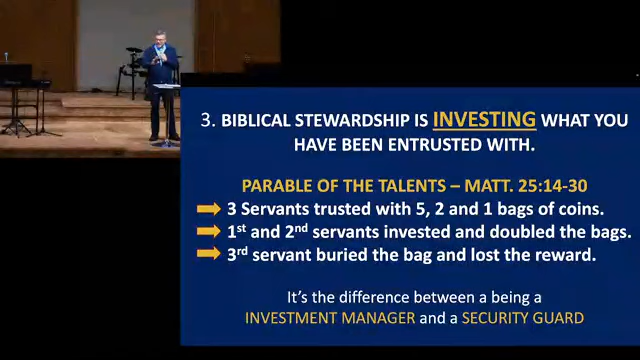 3. BIBLICAL STEWARDSHIP IS INVESTING WHAT YOU
HAVE BEEN ENTRUSTED WITH.
PARABLE OF THE TALENTS – MATT. 25:14-30
3 Servants trusted with 5, 2 and 1 bags of coins.
1st and 2nd servants invested and doubled the bags.
3rd servant buried the bag and lost the reward.
It's the difference between a being a
INVESTMENT MANAGER and a SECURITY GUARD